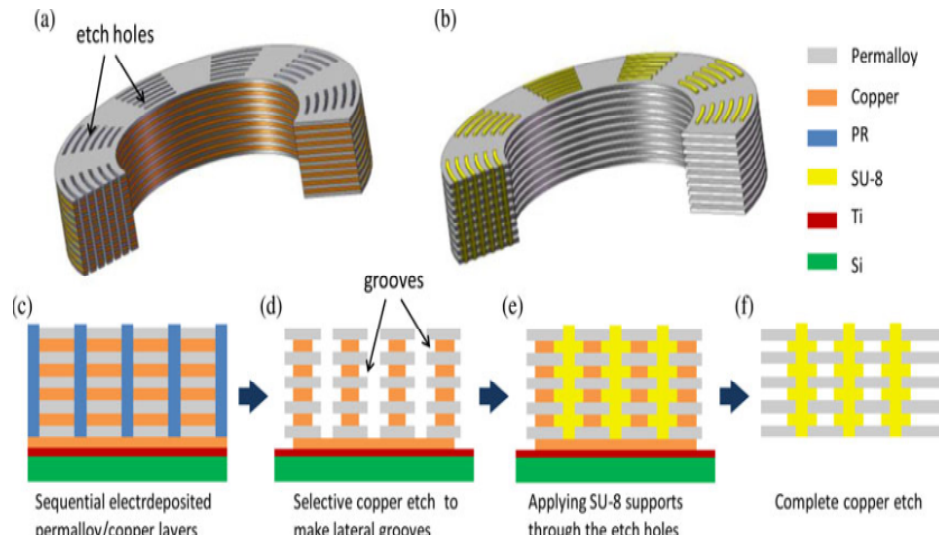 (a)
etch holes
(b)
Permalloy
Copper
PR
SU-8
Ti
Si
grooves
(c)
(d)
(e)
(f)
Sequential electrdeposited
permalloy/copper layers
Selective copper etch to
make lateral grooves
Applying SU-8 supports
through the etch holes
Complete copper etch